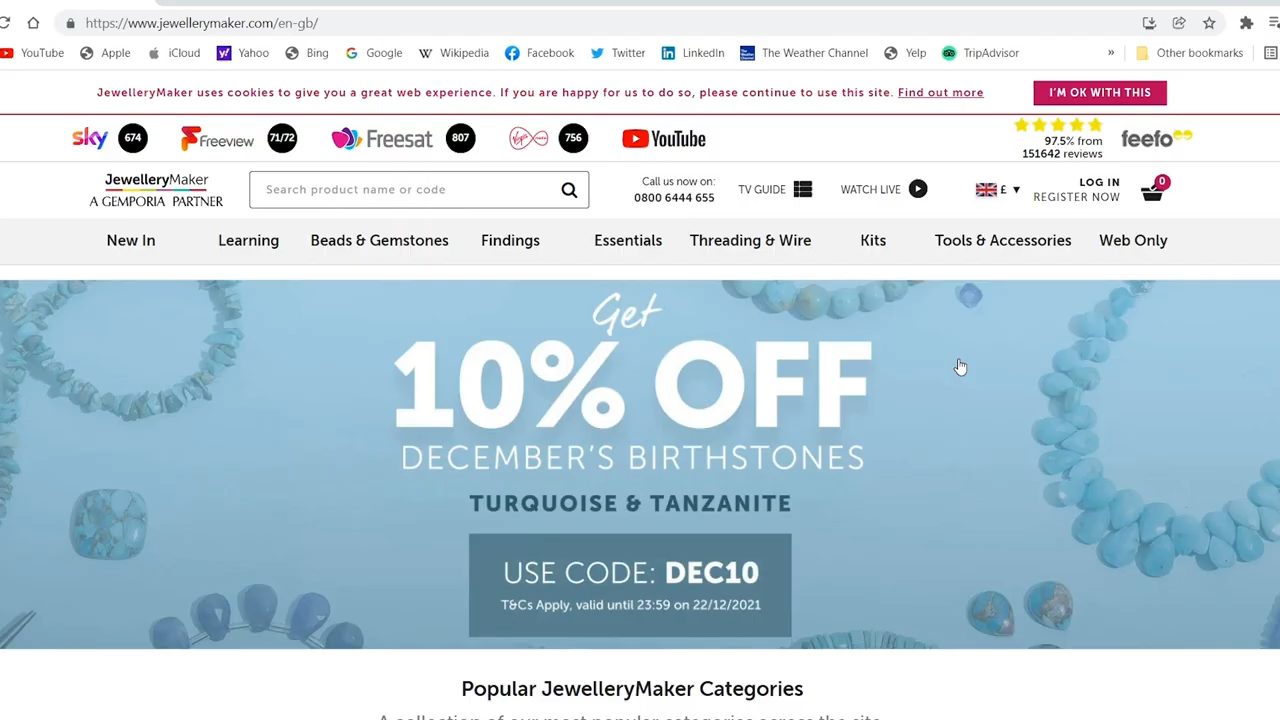 https://www.jewellerymaker.com/en-gb/
YouTube Apple iCloud Yahoo Bing Google Wikipedia Facebook Twitter LinkedIn The Weather Channel Yelp TripAdvisor » Other bookmarks
JewelleryMaker uses cookies to give you a great web experience. If you are happy for us to do so, please continue to use this site. Find out more
I'M OK WITH THIS
sky 674 Freeview 71/72 Freesat 807 Virgin media 756 YouTube
97.5% from
151642 reviews
feefo
JewelleryMaker
A GEMPORIA PARTNER
Search product name or code
Call us now on:
0800 6444 655
TV GUIDE
WATCH LIVE
£ ▼
LOG IN
REGISTER NOW
0
New In Learning Beads & Gemstones Findings Essentials Threading & Wire Kits Tools & Accessories Web Only
Get
10% OFF
DECEMBER'S BIRTHSTONES
TURQUOISE & TANZANITE
USE CODE: DEC10
T&Cs Apply, valid until 23:59 on 22/12/2021
Popular JewelleryMaker Categories
A collection of our most popular categories across the site